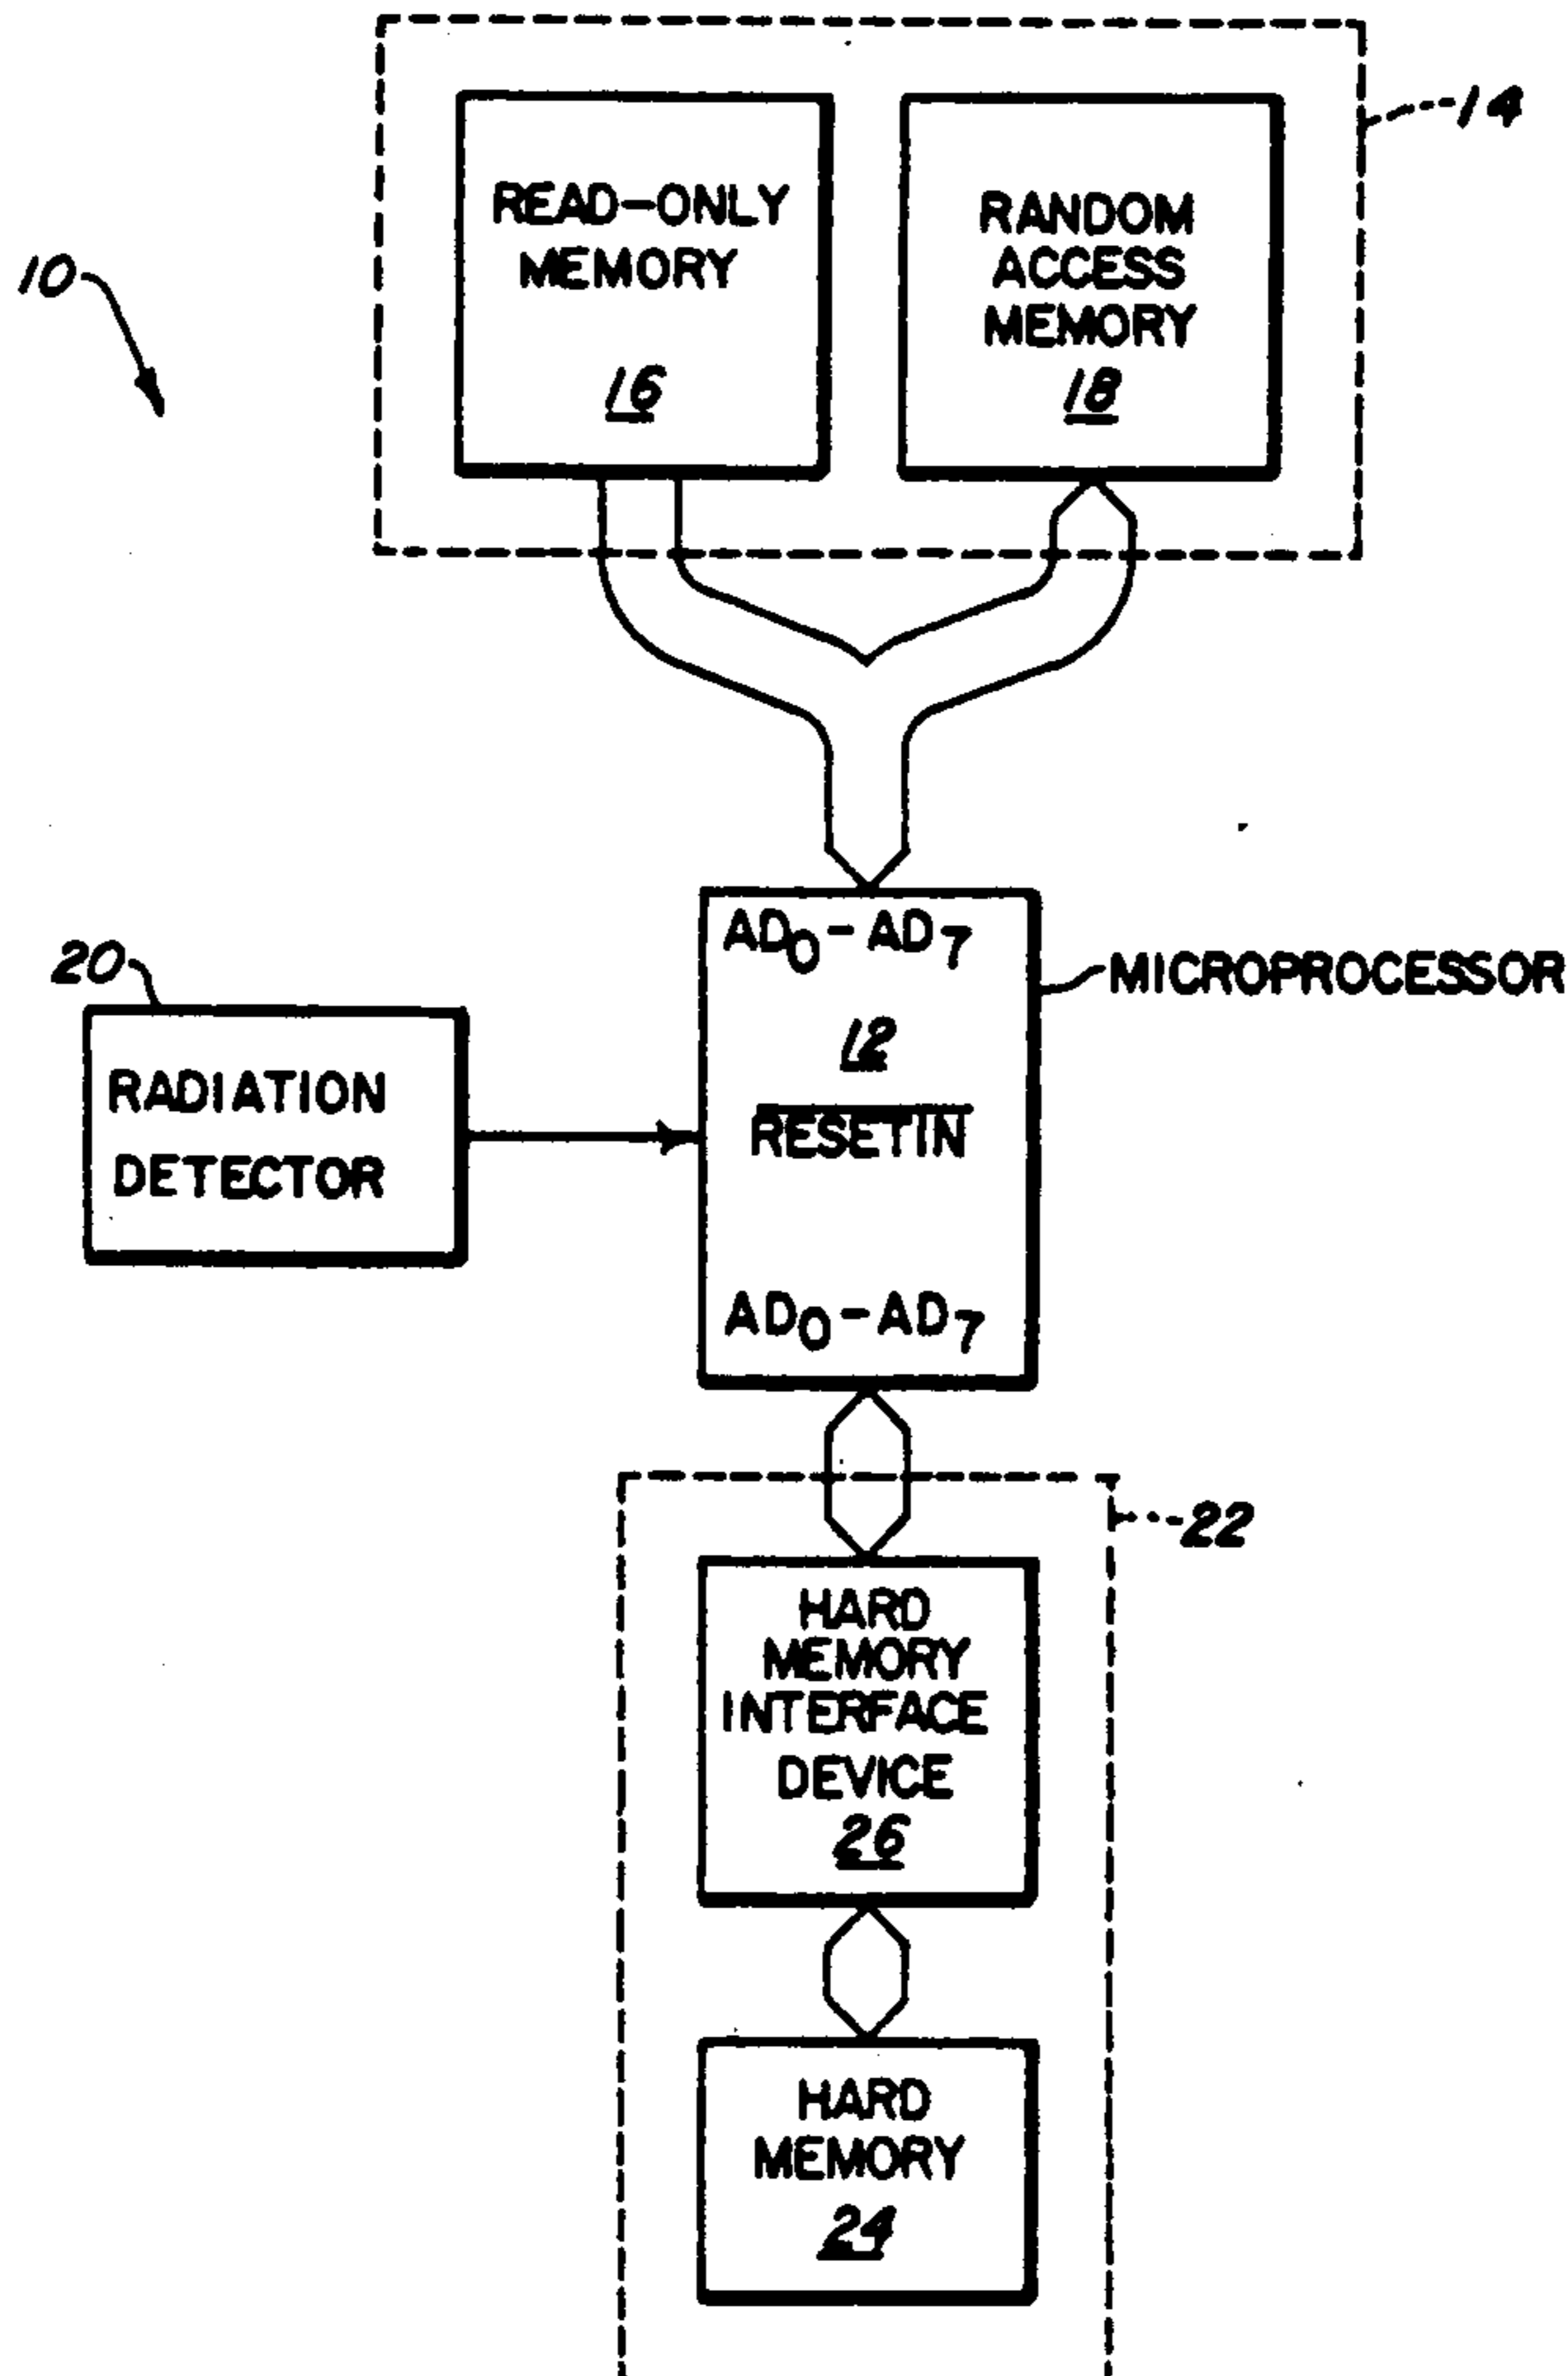 14
10
READ-ONLY
MEMORY
16
RANDOM
ACCESS
MEMORY
18
20
RADIATION
DETECTOR
AD0-AD7
MICROPROCESSOR
12
RESETIN
AD0-AD7
22
HARD
MEMORY
INTERFACE
DEVICE
26
HARD
MEMORY
24